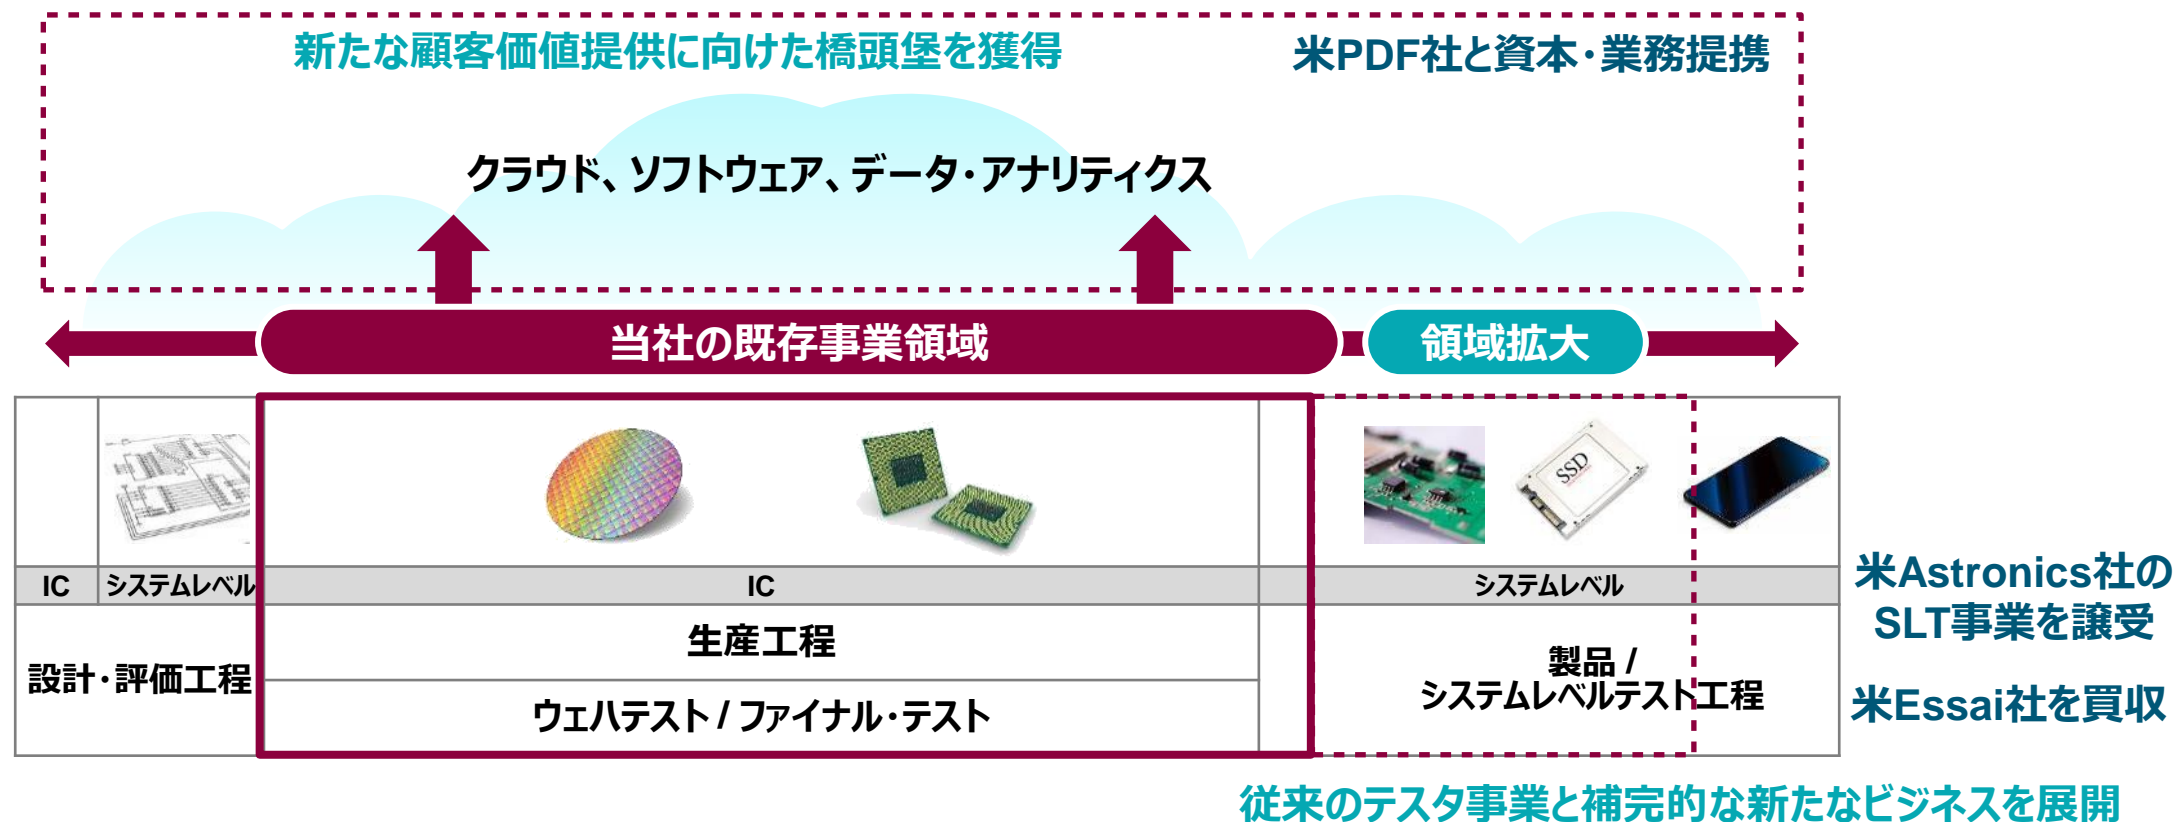 新たな顧客価値提供に向けた橋頭堡を獲得
米PDF社と資本・業務提携
クラウド、ソフトウェア、データ・アナリティクス
当社の既存事業領域
領域拡大
SSD
IC
システムレベル
IC
システムレベル
設計・評価工程
生産工程
ウェハテスト / ファイナル・テスト
製品 /
システムレベルテスト工程
米Astronics社の
SLT事業を譲受
米Essai社を買収
従来のテスタ事業と補完的な新たなビジネスを展開